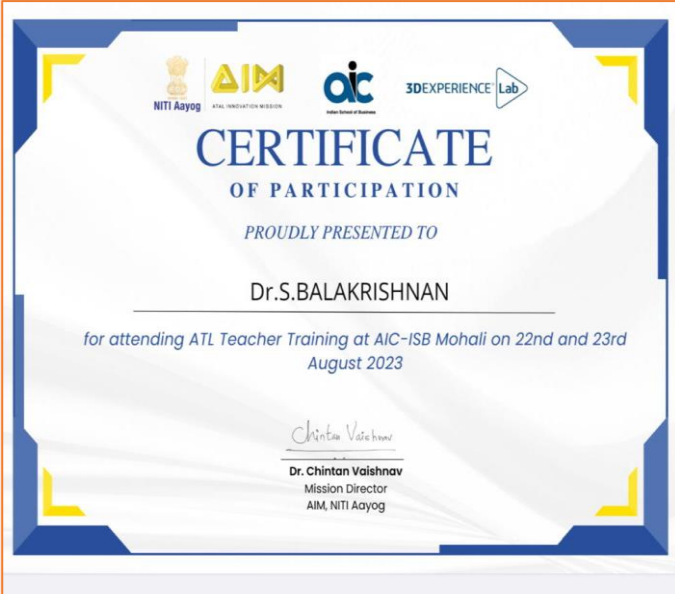 NITI Aayog
AIM
ATAL INNOVATION MISSION
aic
Indian School of Business
3DEXPERIENCE Lab
CERTIFICATE
OF PARTICIPATION
PROUDLY PRESENTED TO
Dr.S.BALAKRISHNAN
for attending ATL Teacher Training at AIC-ISB Mohali on 22nd and 23rd
August 2023
Chintan Vaishnav
Dr. Chintan Vaishnav
Mission Director
AIM, NITI Aayog